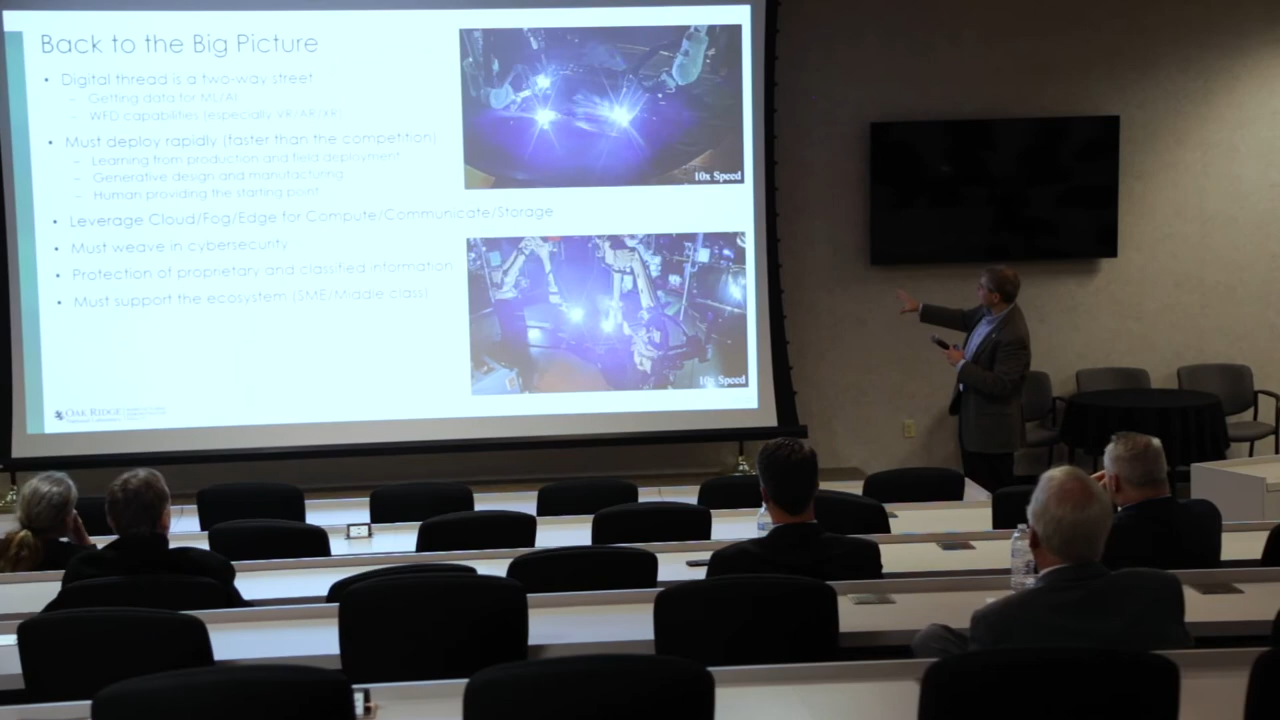 Back to the Big Picture
• Digital thread is a two-way street
– Getting data for ML/AI
– WFD capabilities (especially VR/AR/XR)
• Must deploy rapidly (faster than the competition)
– Learning from production and field deployment
– Generative design and manufacturing
– Human providing the starting point
• Leverage Cloud/Fog/Edge for Compute/Communicate/Storage
• Must weave in cybersecurity
• Protection of proprietary and classified information
• Must support the ecosystem (SME/Middle class)
10x Speed
10x Speed
OAK RIDGE
National Laboratory